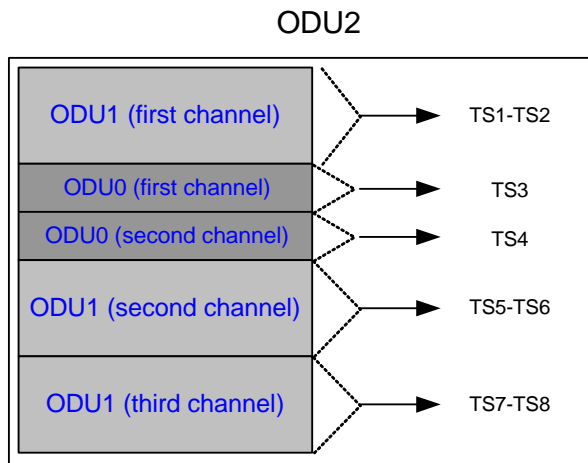 ODU2
ODU1 (first channel)
TS1-TS2
ODU0 (first channel)
TS3
ODU0 (second channel)
TS4
ODU1 (second channel)
TS5-TS6
ODU1 (third channel)
TS7-TS8